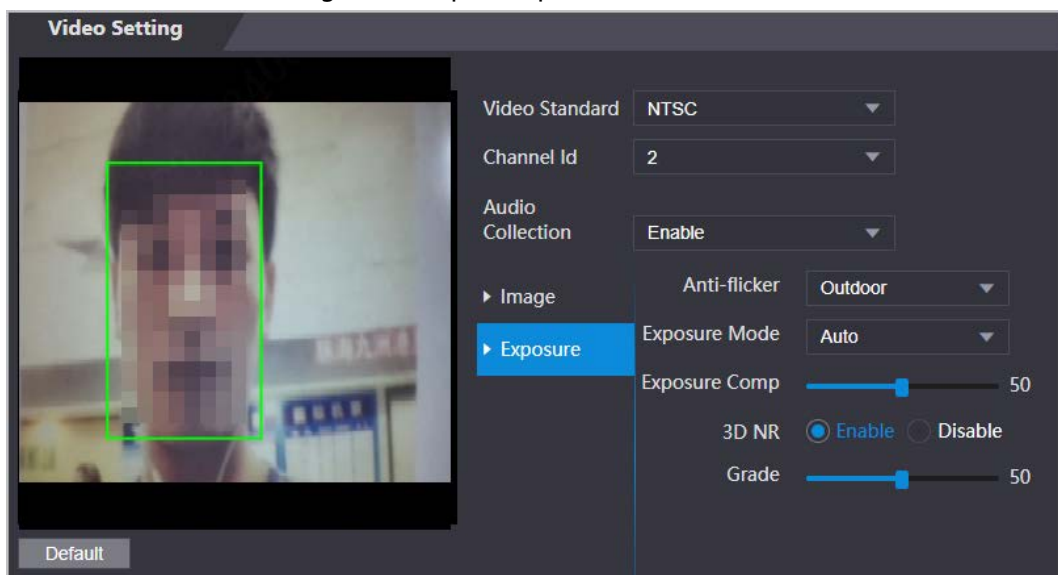 Video Setting
Video Standard NTSC
Channel Id 2
Audio
Collection Enable
Anti-flicker Outdoor
Image
Exposure Mode Auto
Exposure
Exposure Comp 50
3D NR Enable Disable
Grade 50
Default